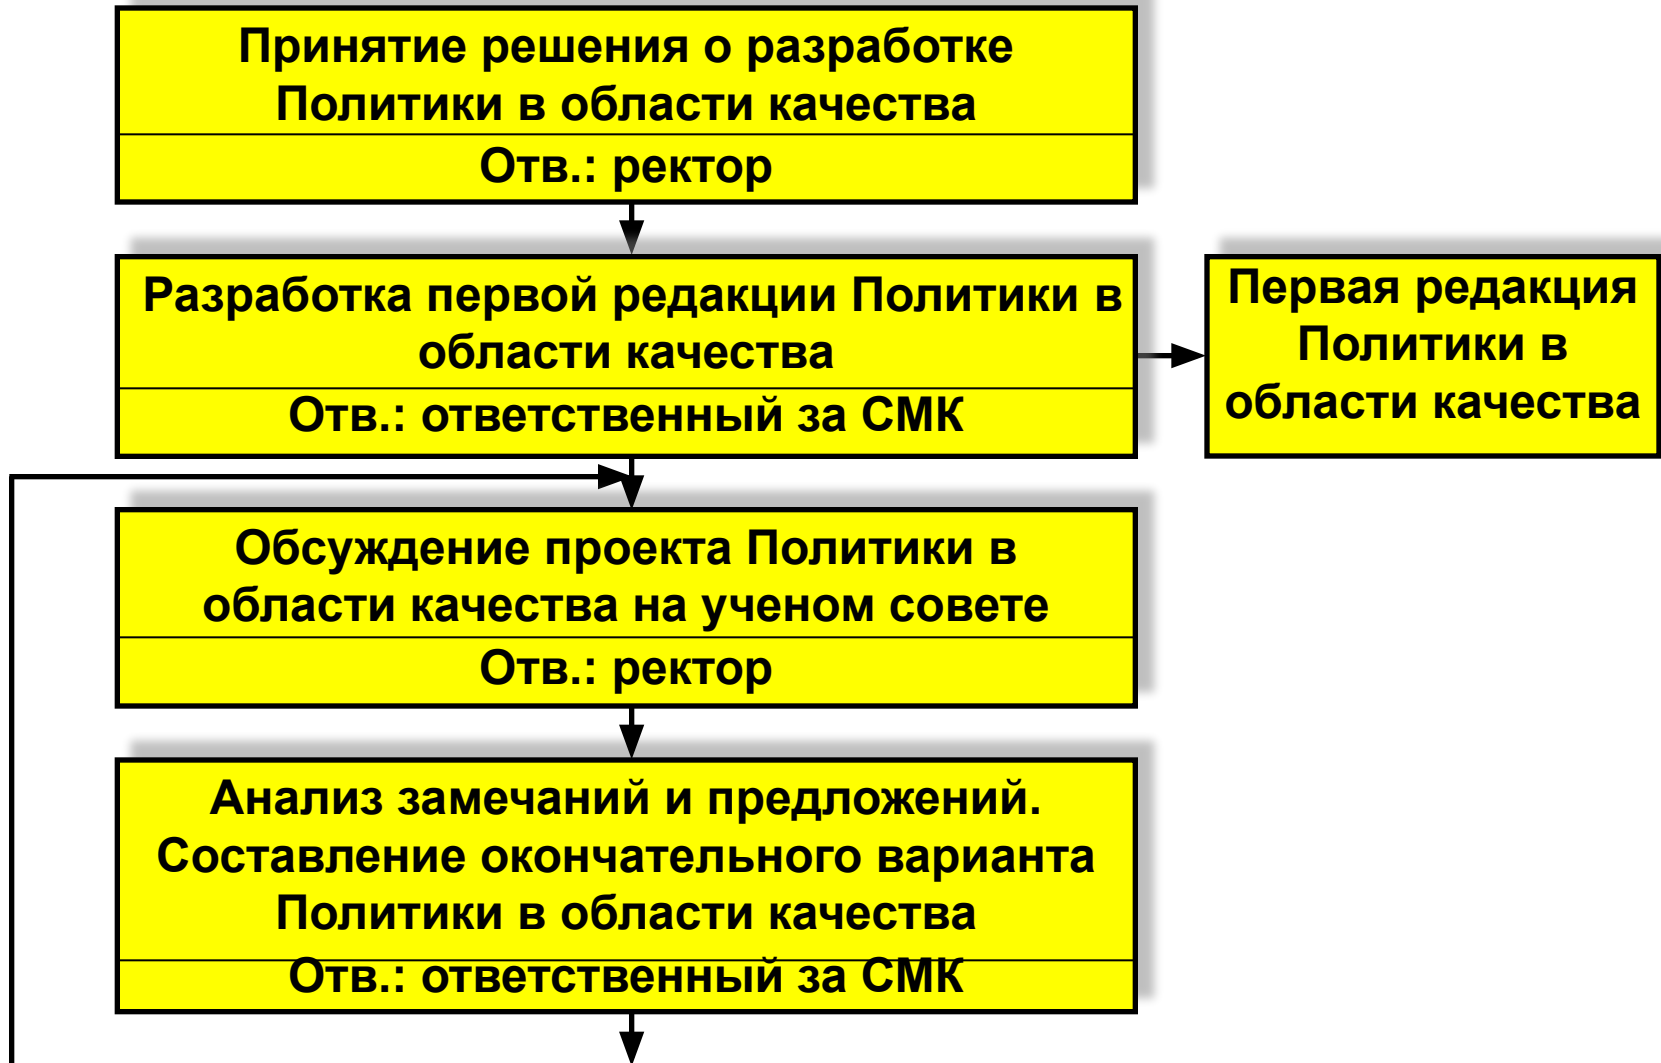 Принятие решения о разработке
Политики в области качества
Отв.: ректор
Разработка первой редакции Политики в
области качества
Отв.: ответственный за СМК
Первая редакция
Политики в
области качества
Обсуждение проекта Политики в
области качества на ученом совете
Отв.: ректор
Анализ замечаний и предложений.
Составление окончательного варианта
Политики в области качества
Отв.: ответственный за СМК